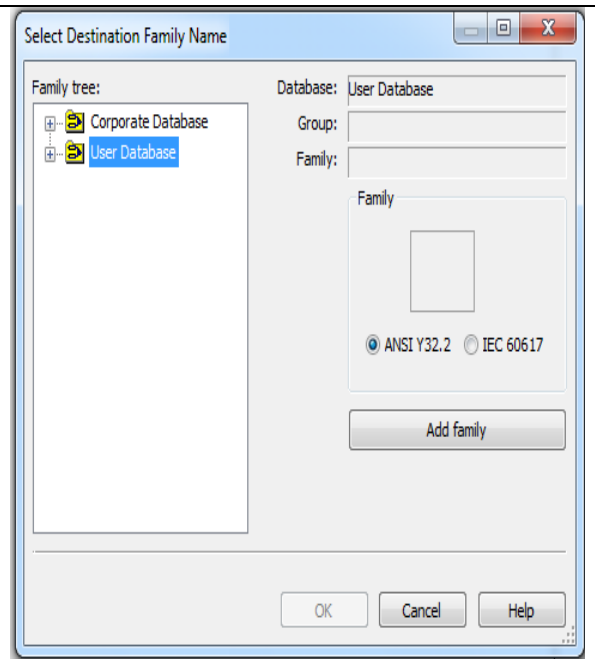 Select Destination Family Name
Family tree:
Corporate Database
User Database
Database: User Database
Group:
Family:
Family
ANSI Y32.2 IEC 60617
Add family
OK Cancel Help